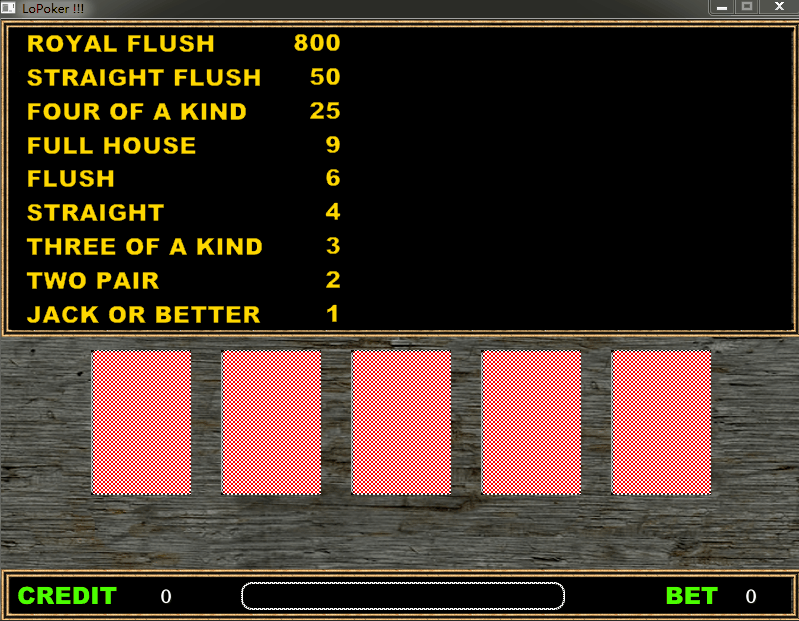 LoPoker !!!
ROYAL FLUSH 800
STRAIGHT FLUSH 50
FOUR OF A KIND 25
FULL HOUSE 9
FLUSH 6
STRAIGHT 4
THREE OF A KIND 3
TWO PAIR 2
JACK OR BETTER 1
CREDIT 0 BET 0